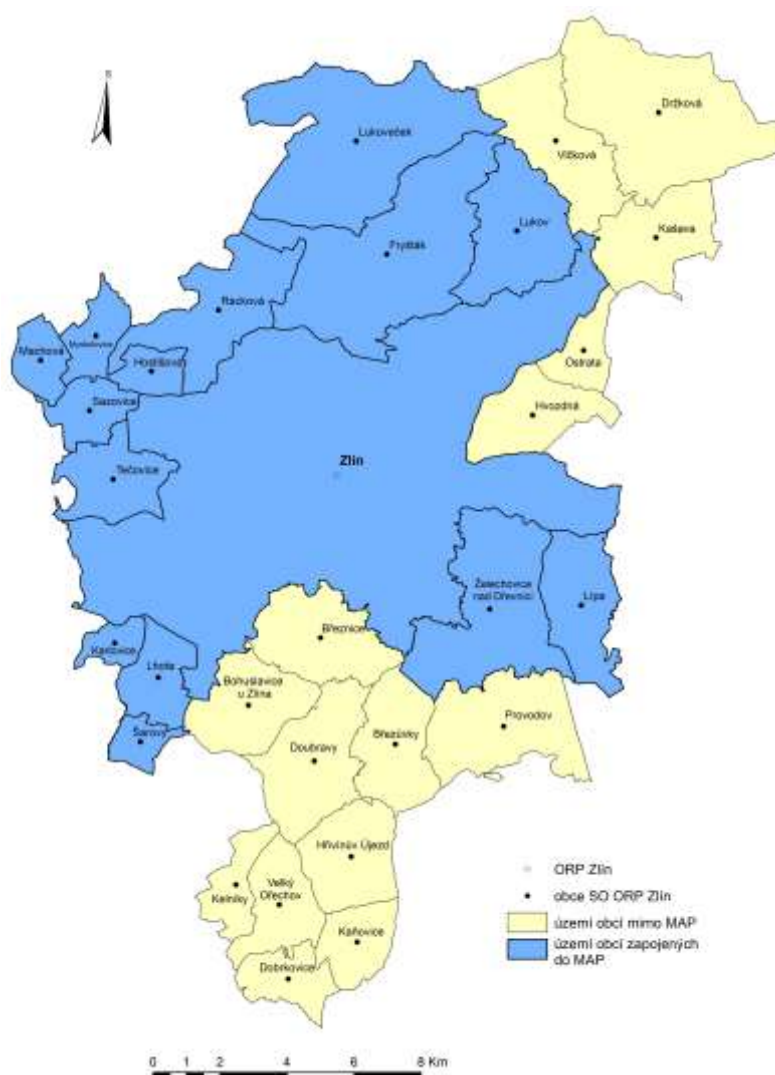 S
Držková
Lukoveček
Vlčková
Lukov
Kašava
Fryšták
Racková
Mysločovice
Machová
Ostrata
Hostišová
Sazovice
Hvozdná
Zlín
Tečovice
Želechovice
nad Dřevnicí
Lípa
Březnice
Karlovice
Lhota
Bohuslavice
u Zlína
Provodov
Šarovy
Březůvky
Doubravy
Hřivínův Újezd
ORP Zlín
Kelníky
Velký
Ořechov
obce SO ORP Zlín
území obcí mimo MAP
Kaňovice
území obcí zapojených
do MAP
Dobrkovice
0 1 2 4 6 8 Km